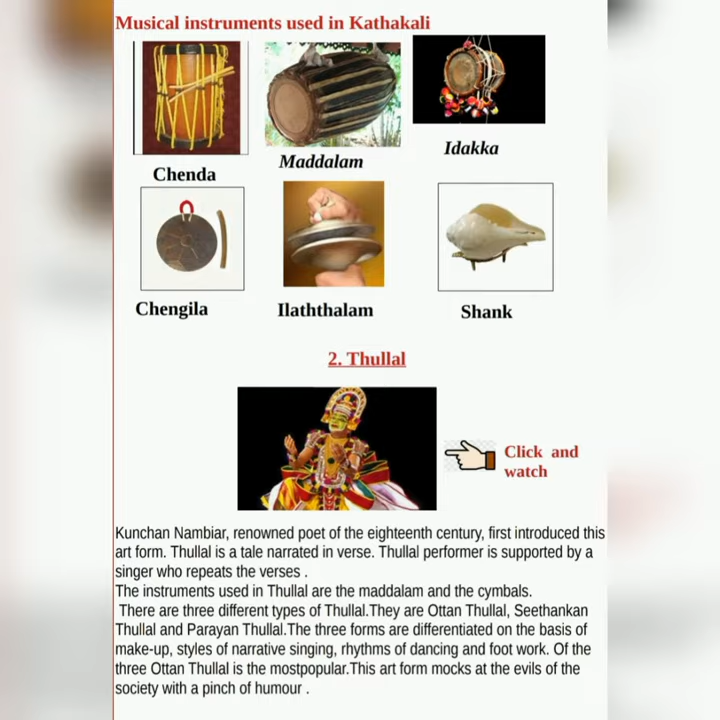 Musical instruments used in Kathakali
Chenda
Maddalam
Idakka
Chengila
Ilaththalam
Shank
2. Thullal
Click and
watch
Kunchan Nambiar, renowned poet of the eighteenth century, first introduced this
art form. Thullal is a tale narrated in verse. Thullal performer is supported by a
singer who repeats the verses .
The instruments used in Thullal are the maddalam and the cymbals.
There are three different types of Thullal.They are Ottan Thullal, Seethankan
Thullal and Parayan Thullal.The three forms are differentiated on the basis of
make-up, styles of narrative singing, rhythms of dancing and foot work. Of the
three Ottan Thullal is the mostpopular.This art form mocks at the evils of the
society with a pinch of humour .